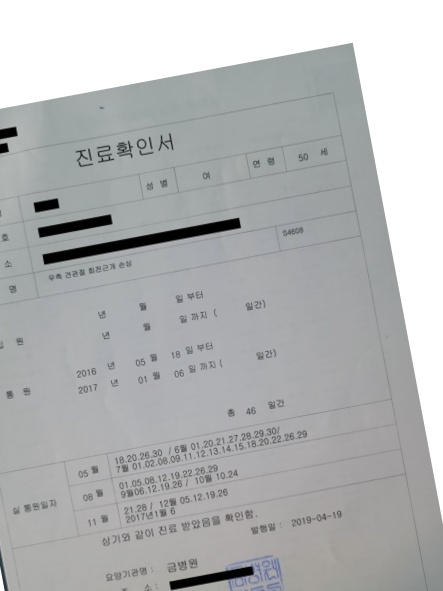 진료확인서
성 별 여 연 령 50 세
호
소
명 우측 견관절 회전근개 손상 S4608
원 년 월 일 부터
년 월 일 까지 ( 일간)
통 원 2016 년 05 월 18 일 부터
2017 년 01 월 06 일 까지 ( 일간)
총 46 일간
실 통원일자
05 월 18.20.26.30 / 6월 01.20.21.27.28.29.30/
7월 01.02.08.09.11.12.13.14.15.18.20.22.26.29
08 월 01.05.08.12.19.22.26.29
9월06.12.19.26 / 10월 10.24
11 월 21.28 / 12월 05.12.19.26
2017년1월 6
상기와 같이 진료 받았음을 확인함.
발행일 : 2019-04-19
요양기관명 : 금병원
주 소 :